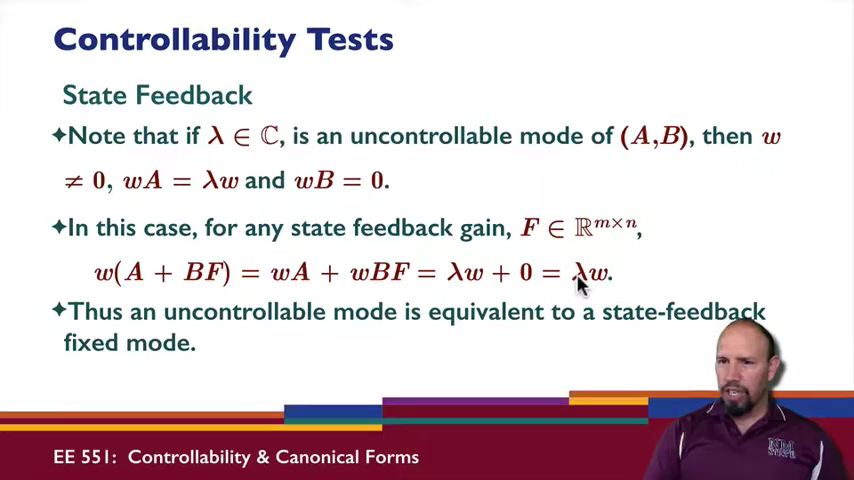 Controllability Tests
State Feedback
✦Note that if λ ∈ ℂ, is an uncontrollable mode of (A,B), then w
≠ 0, wA = λw and wB = 0.
✦In this case, for any state feedback gain, F ∈ ℝ^{m×n},
w(A + BF) = wA + wBF = λw + 0 = λw.
✦Thus an uncontrollable mode is equivalent to a state-feedback
fixed mode.
EE 551: Controllability & Canonical Forms